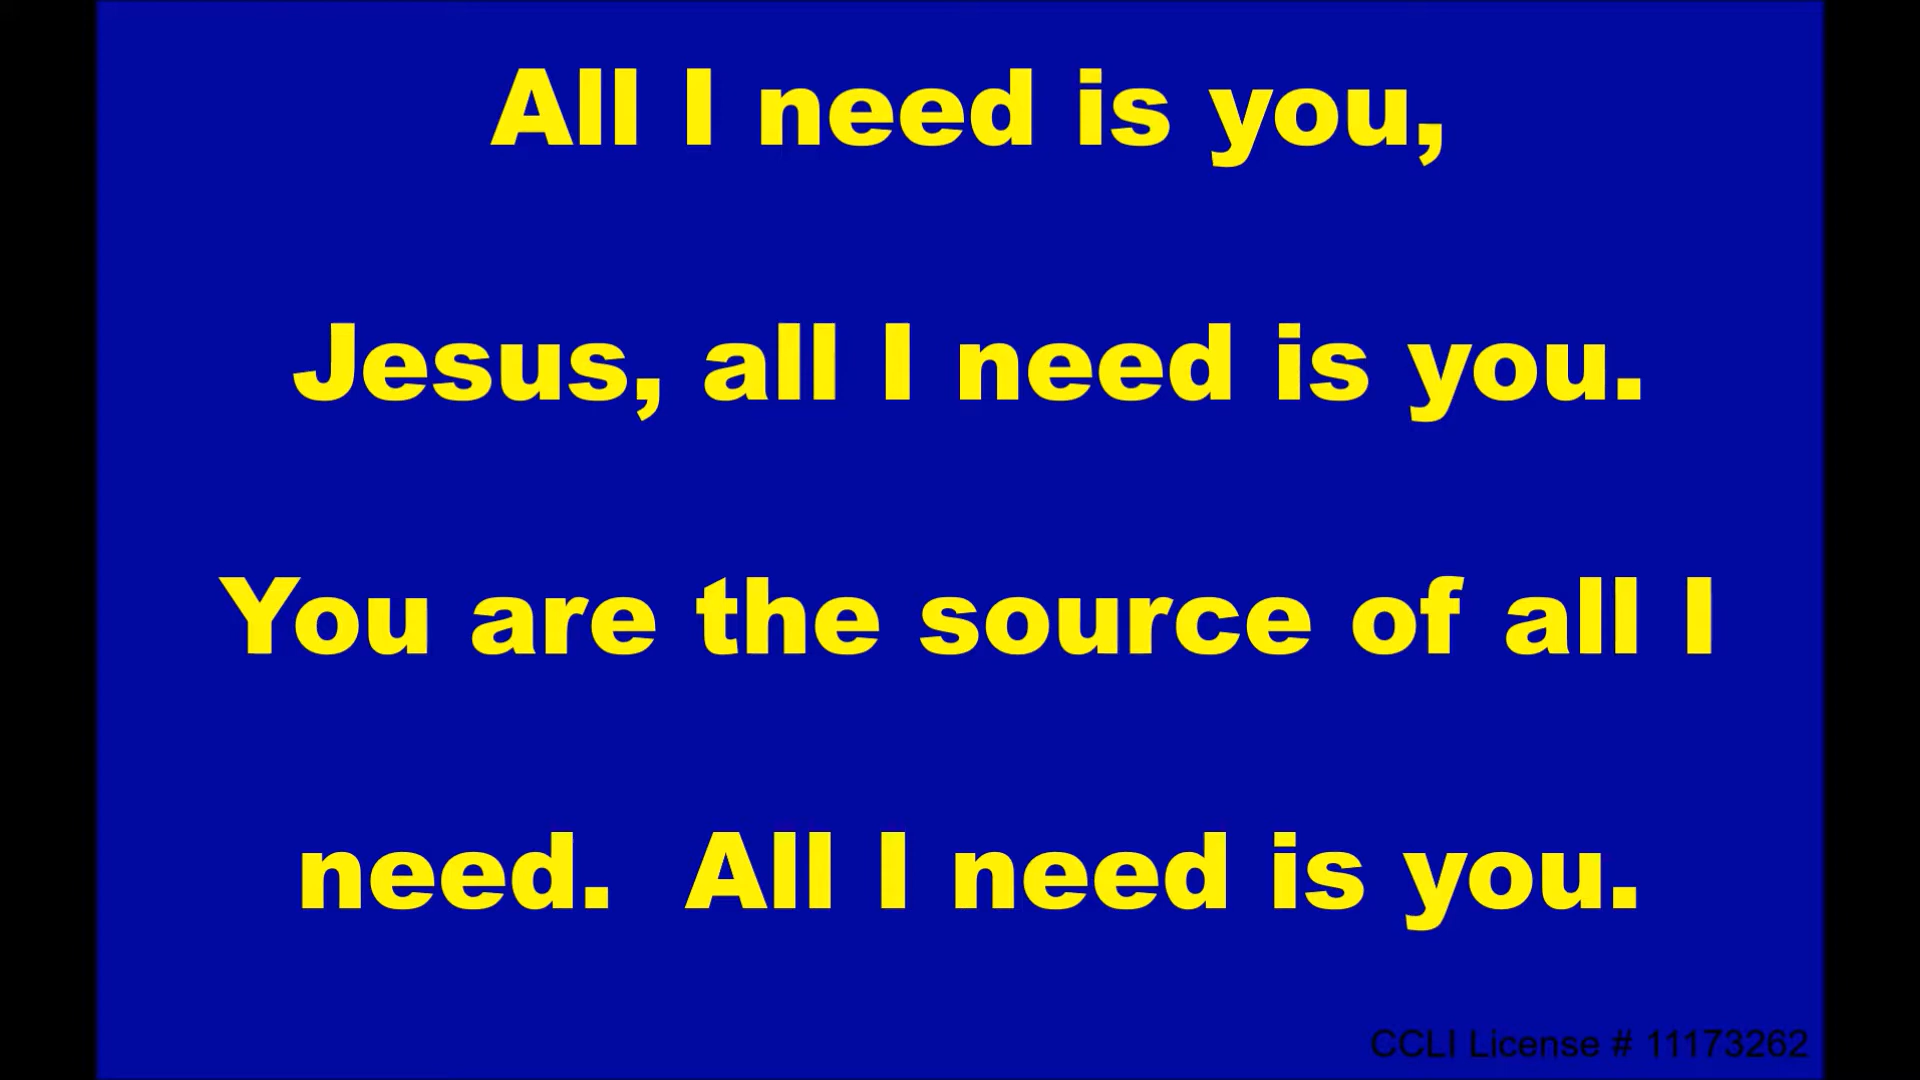 All I need is you,
Jesus, all I need is you.
You are the source of all I
need.  All I need is you.
CCLI License # 11173262